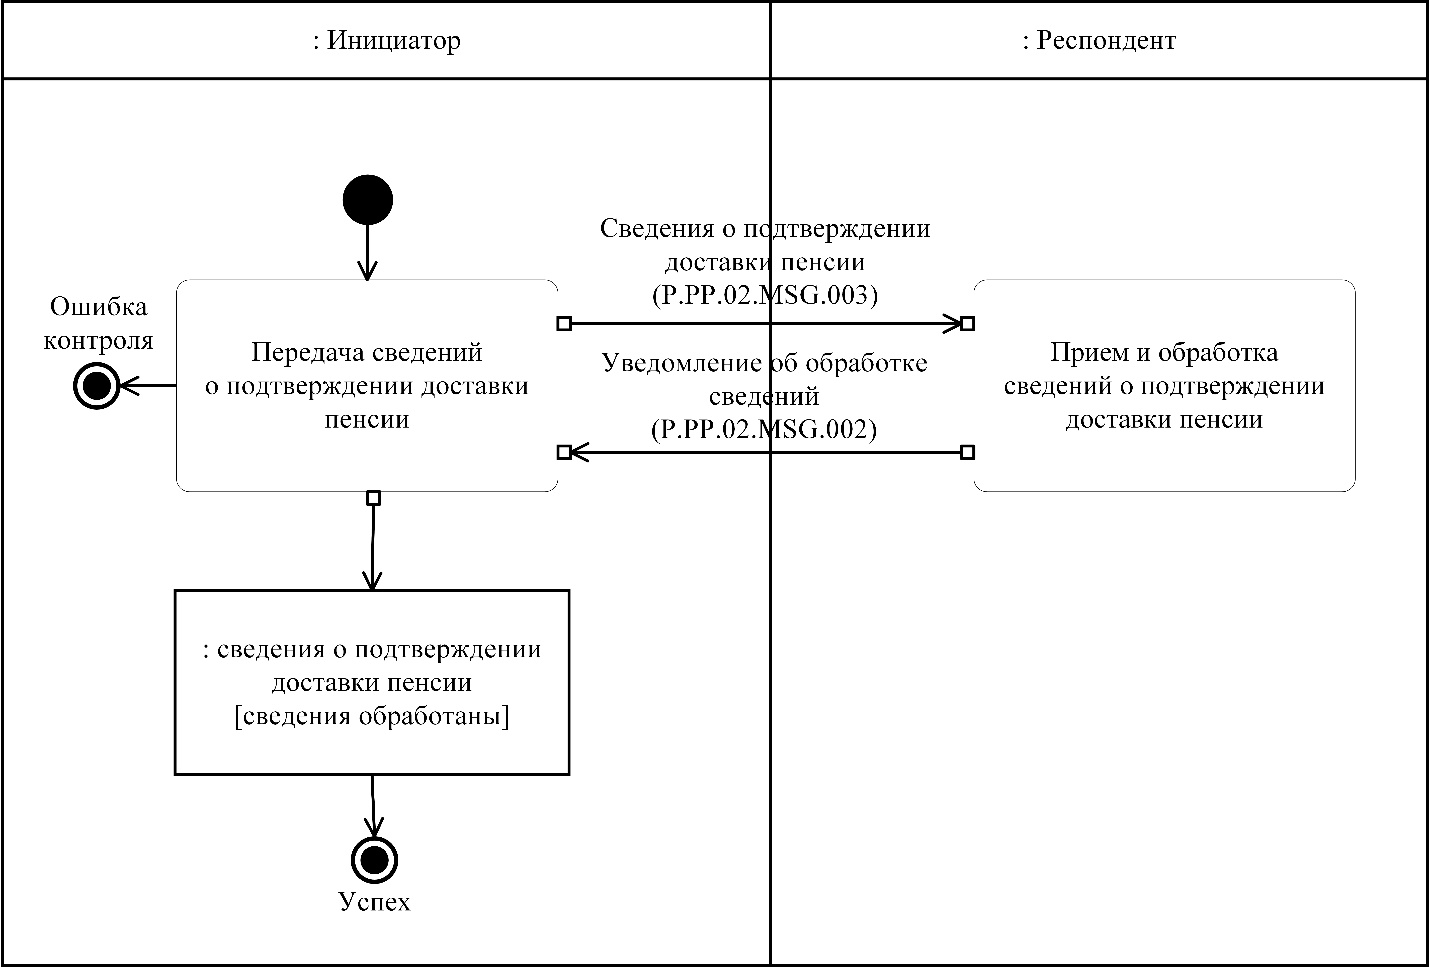 : Инициатор
: Респондент
Сведения о подтверждении
доставки пенсии
(P.PP.02.MSG.003)
Ошибка
контроля
Передача сведений
о подтверждении доставки
пенсии
Уведомление об обработке
сведений
(P.PP.02.MSG.002)
Прием и обработка
сведений о подтверждении
доставки пенсии
: сведения о подтверждении
доставки пенсии
[сведения обработаны]
Успех